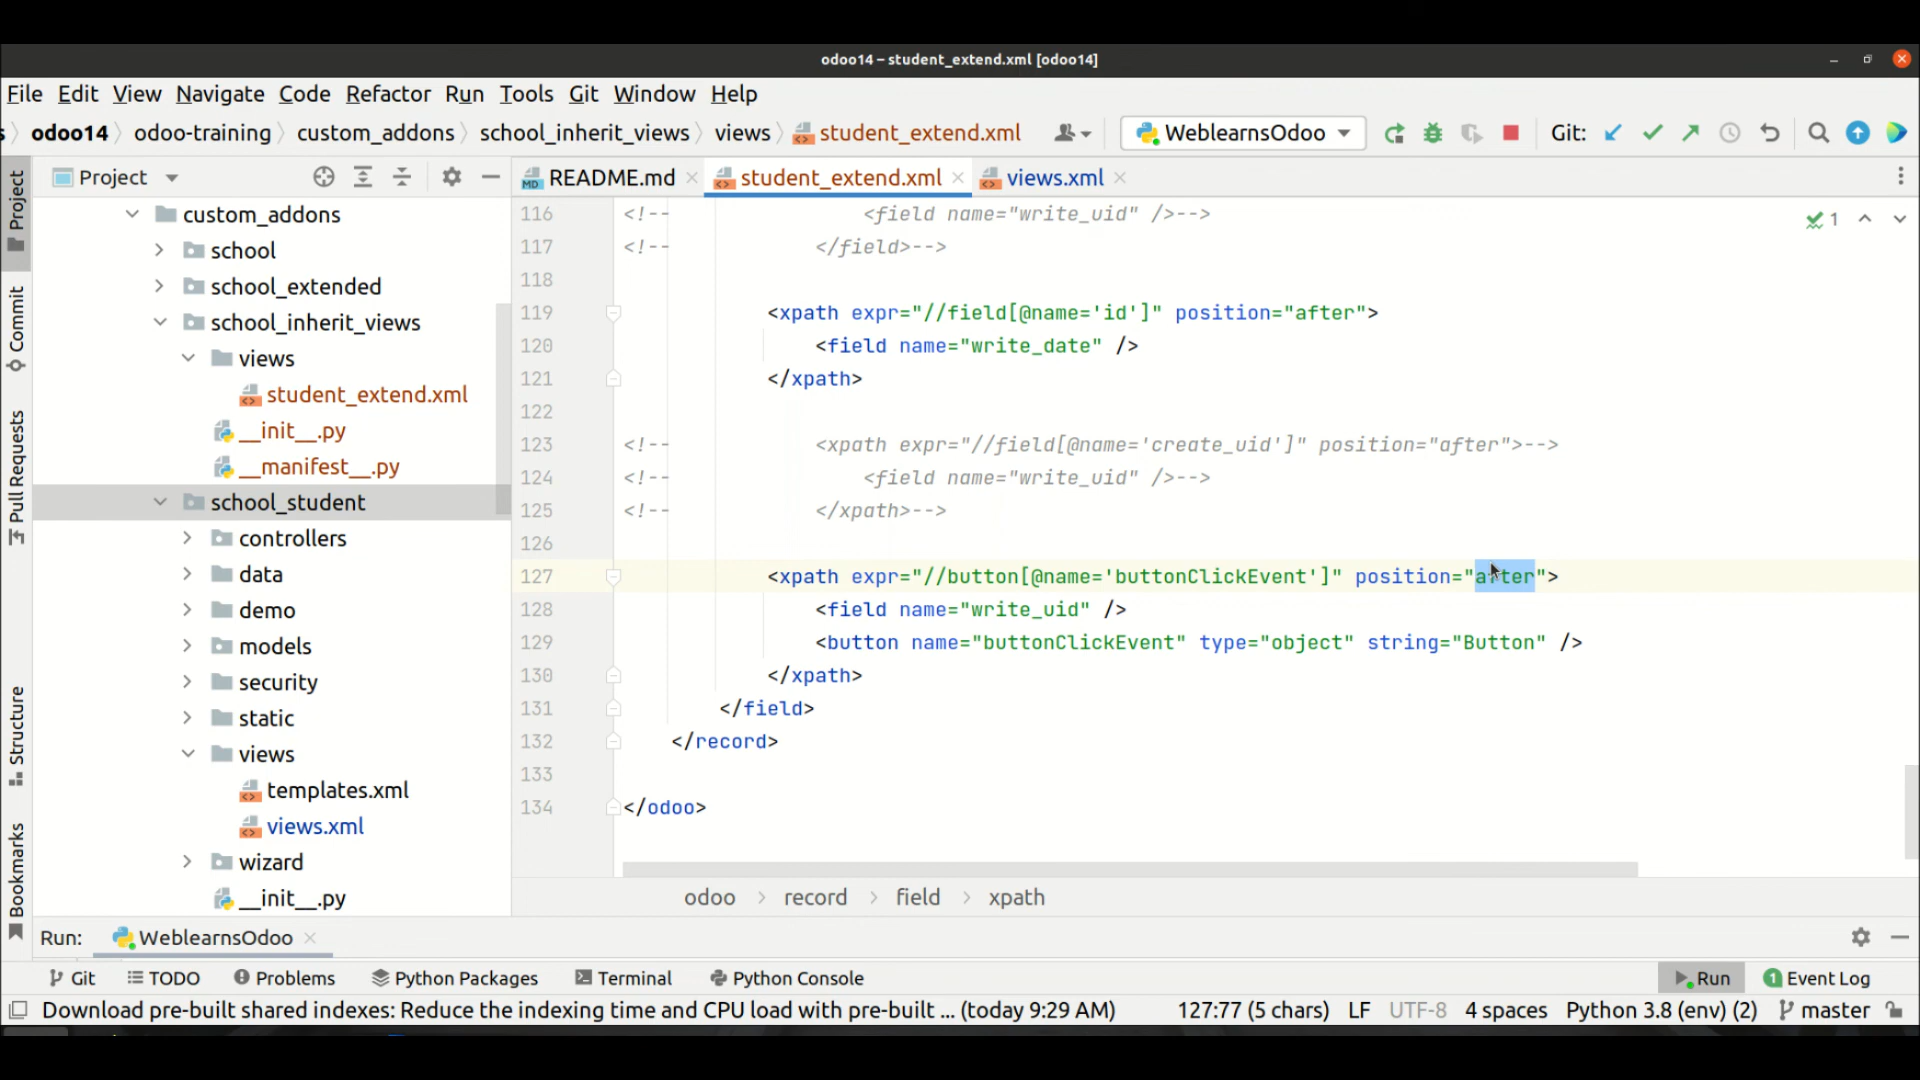 odoo14 – student_extend.xml [odoo14]
File Edit View Navigate Code Refactor Run Tools Git Window Help
s odoo14 odoo-training custom_addons school_inherit_views views student_extend.xml WeblearnsOdoo Git:
Project README.md student_extend.xml views.xml
Project
Commit
Pull Requests
Structure
Bookmarks
custom_addons
school
school_extended
school_inherit_views
views
student_extend.xml
__init__.py
__manifest__.py
school_student
controllers
data
demo
models
security
static
views
templates.xml
views.xml
wizard
__init__.py
1
116 <!-- <field name="write_uid" />-->
117 <!-- </field>-->
118
119 <xpath expr="//field[@name='id']" position="after">
120 <field name="write_date" />
121 </xpath>
122
123 <!-- <xpath expr="//field[@name='create_uid']" position="after">-->
124 <!-- <field name="write_uid" />-->
125 <!-- </xpath>-->
126
127 <xpath expr="//button[@name='buttonClickEvent']" position="after">
128 <field name="write_uid" />
129 <button name="buttonClickEvent" type="object" string="Button" />
130 </xpath>
131 </field>
132 </record>
133
134 </odoo>
odoo record field xpath
Run: WeblearnsOdoo
Git TODO Problems Python Packages Terminal Python Console Run 1 Event Log
Download pre-built shared indexes: Reduce the indexing time and CPU load with pre-built ... (today 9:29 AM) 127:77 (5 chars) LF UTF-8 4 spaces Python 3.8 (env) (2) master